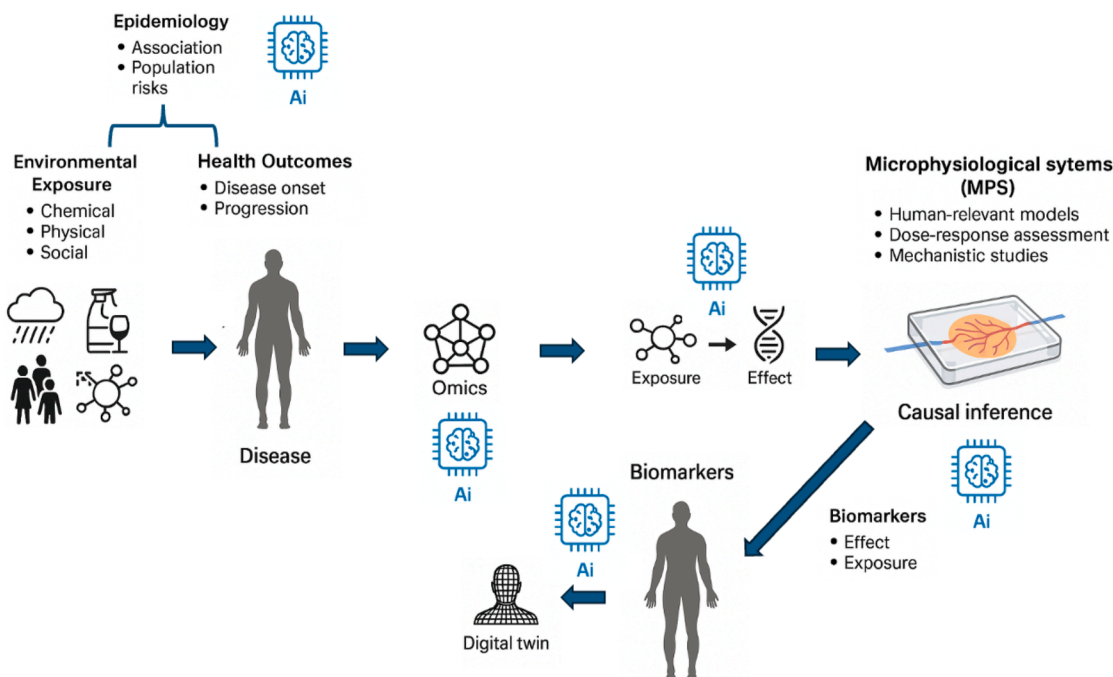 Epidemiology
• Association
• Population
risks
Ai
Environmental
Exposure
• Chemical
• Physical
• Social
Health Outcomes
• Disease onset
• Progression
Disease
Omics
Ai
Ai
Exposure
Effect
Microphysiological sytems
(MPS)
• Human-relevant models
• Dose-response assessment
• Mechanistic studies
Causal inference
Ai
Biomarkers
• Effect
• Exposure
Biomarkers
Ai
Digital twin